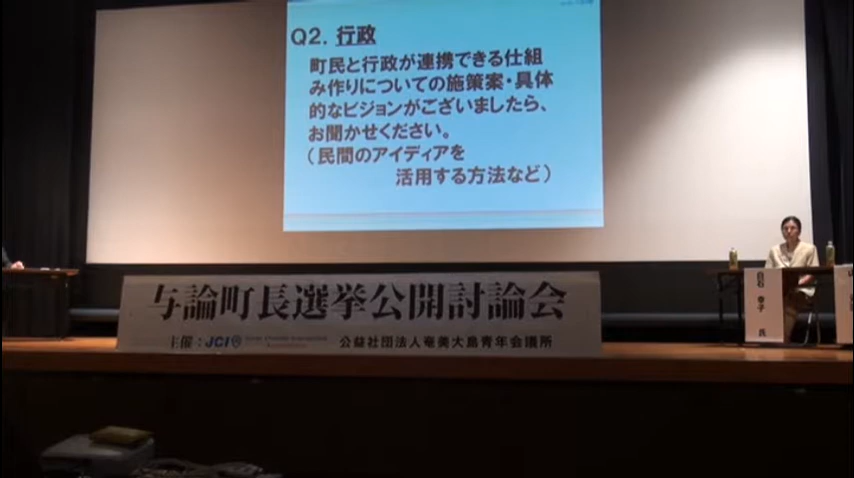 Q2. 行政
町民と行政が連携できる仕組
み作りについての施策案・具体
的なビジョンがございましたら、
お聞かせください。
(民間のアイディアを
活用する方法など)
与論町長選挙公開討論会
主催:JCI 公益社団法人奄美大島青年会議所
白石 幸子 氏